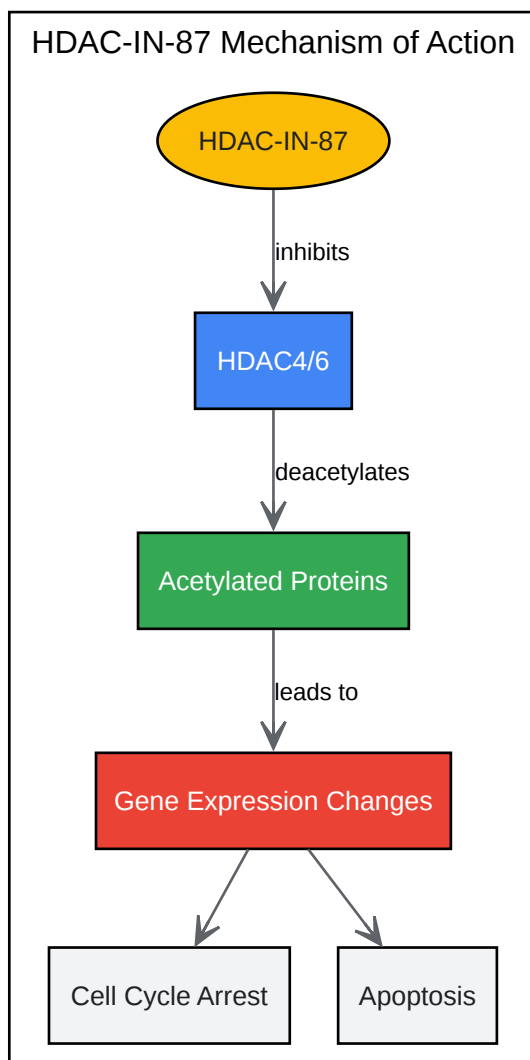 HDAC-IN-87 Mechanism of Action
HDAC-IN-87
inhibits
HDAC4/6
deacetylates
Acetylated Proteins
leads to
Gene Expression Changes
Cell Cycle Arrest
Apoptosis